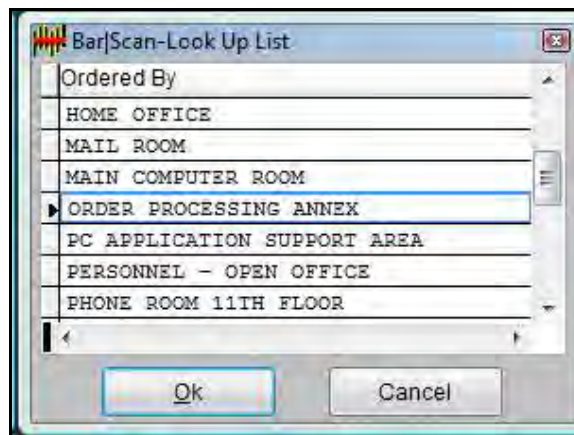 Bar|Scan-Look Up List
Ordered By
HOME OFFICE
MAIL ROOM
MAIN COMPUTER ROOM
ORDER PROCESSING ANNEX
PC APPLICATION SUPPORT AREA
PERSONNEL - OPEN OFFICE
PHONE ROOM 11TH FLOOR
Ok Cancel